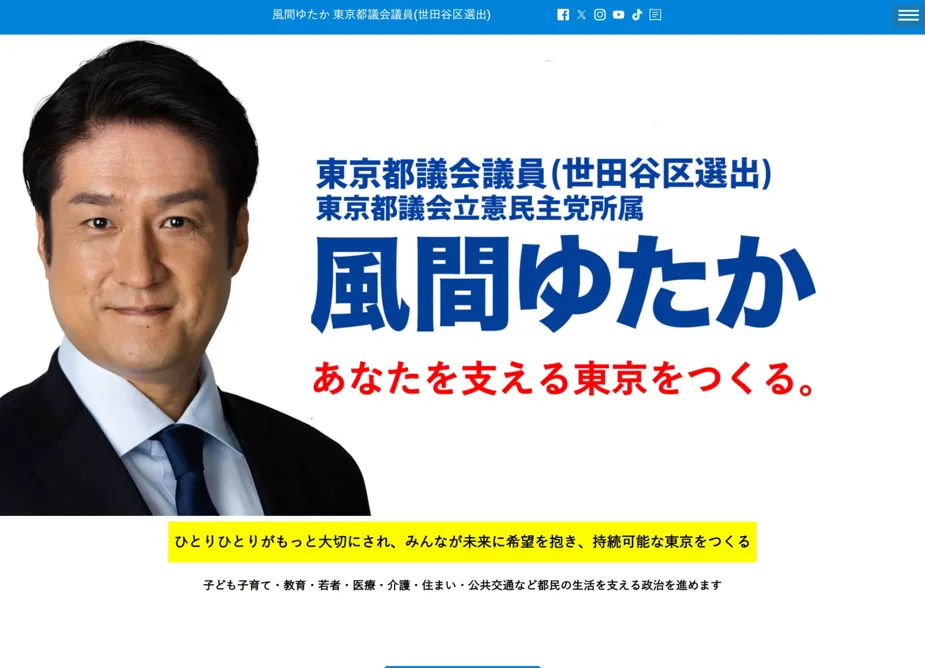 風間ゆたか 東京都議会議員(世田谷区選出)
東京都議会議員(世田谷区選出)
東京都議会立憲民主党所属
風間ゆたか
あなたを支える東京をつくる。
ひとりひとりがもっと大切にされ、みんなが未来に希望を抱き、持続可能な東京をつくる
子ども子育て・教育・若者・医療・介護・住まい・公共交通など都民の生活を支える政治を進めます